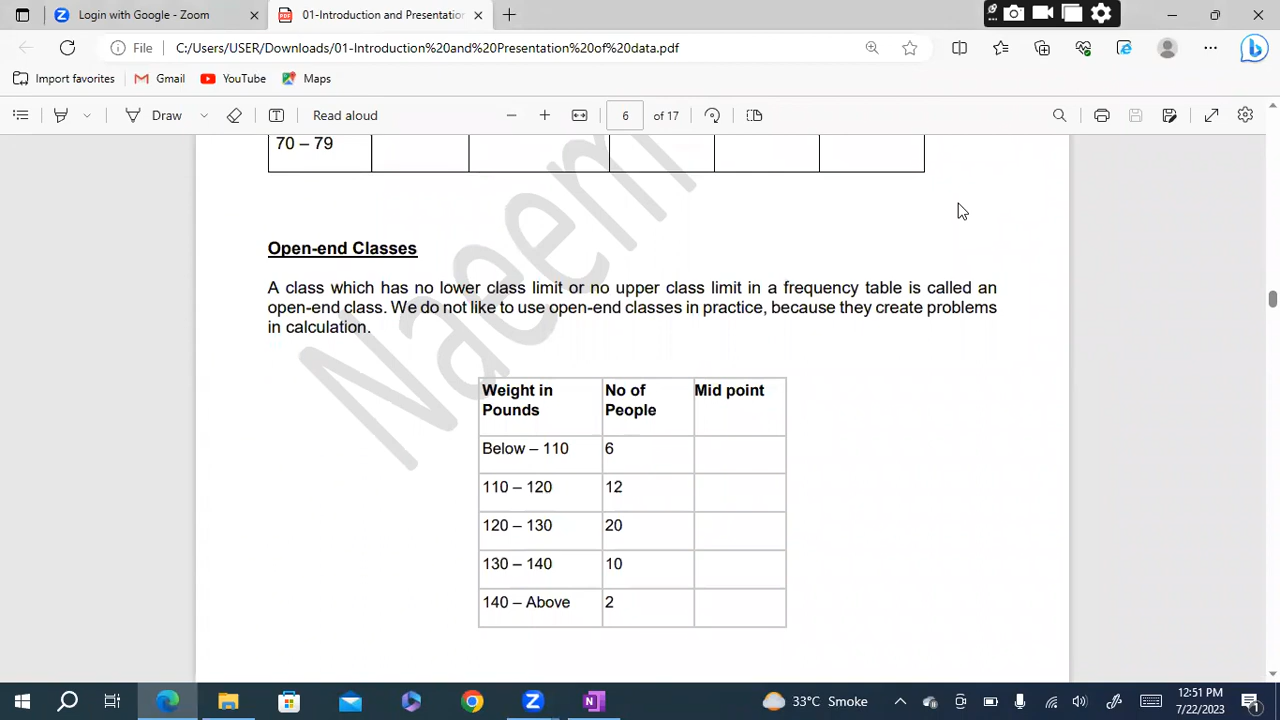 Login with Google - Zoom
01-Introduction and Presentation
File C:/Users/USER/Downloads/01-Introduction%20and%20Presentation%20of%20data.pdf
Import favorites Gmail YouTube Maps
Draw Read aloud 6 of 17
70 – 79
Naeem
Open-end Classes
A class which has no lower class limit or no upper class limit in a frequency table is called an
open-end class. We do not like to use open-end classes in practice, because they create problems
in calculation.
Weight in Pounds No of People Mid point
Below – 110 6
110 – 120 12
120 – 130 20
130 – 140 10
140 – Above 2
33°C Smoke
12:51 PM
7/22/2023
1